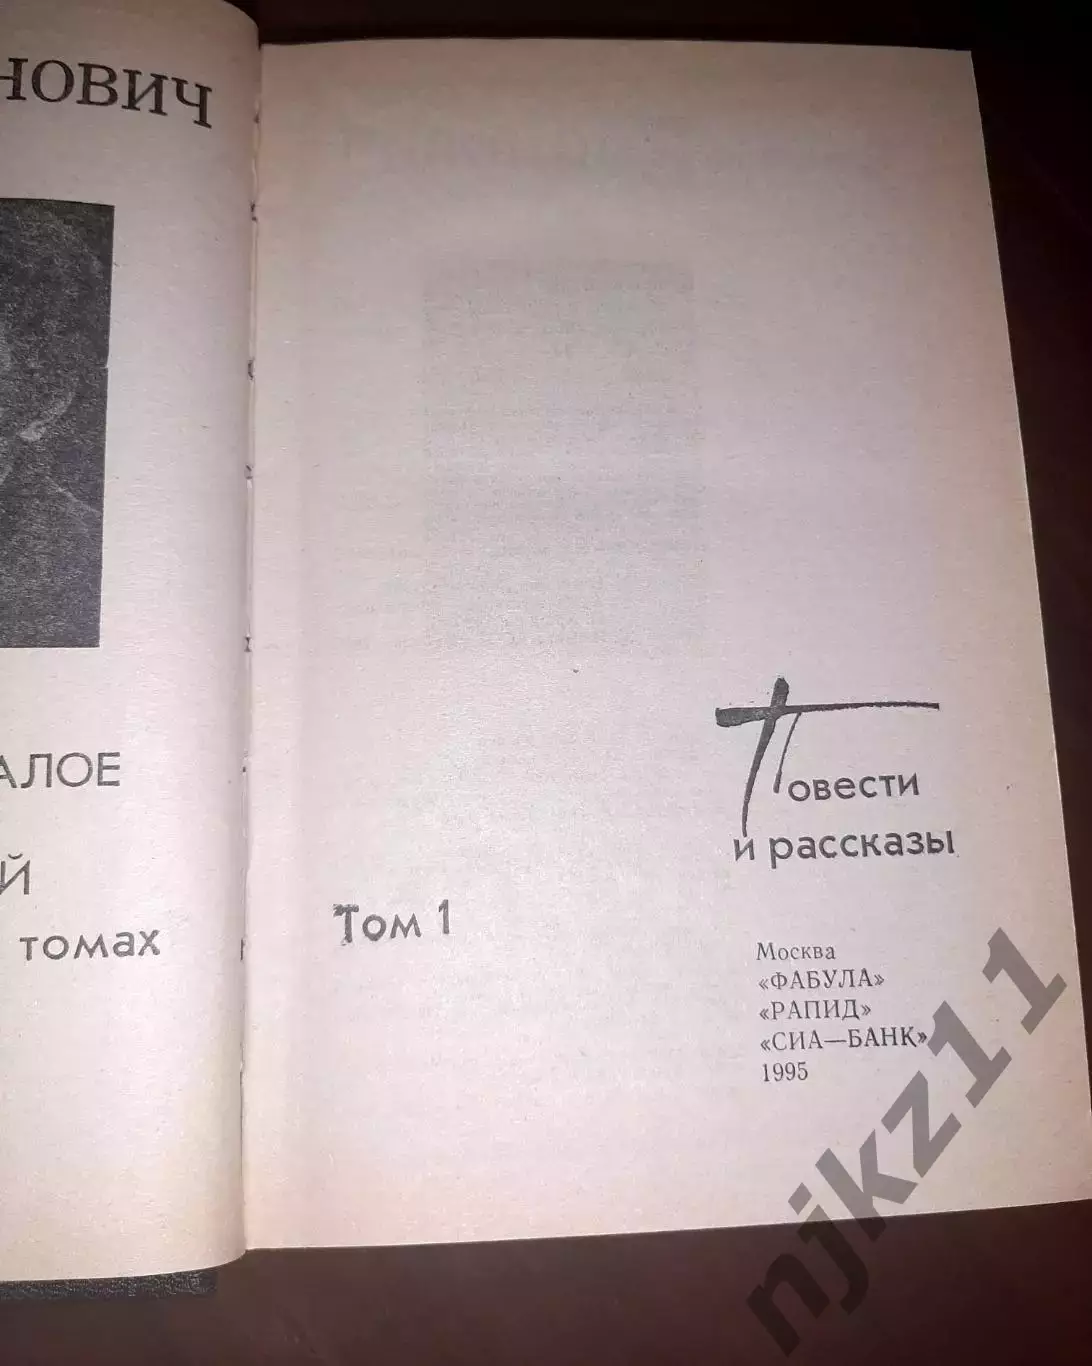 НОВИЧ
АЛОЕ
Й
томах
Повести
и рассказы
Том 1
Москва
«ФАБУЛА»
«РАПИД»
«СИА—БАНК»
1995
njkz11